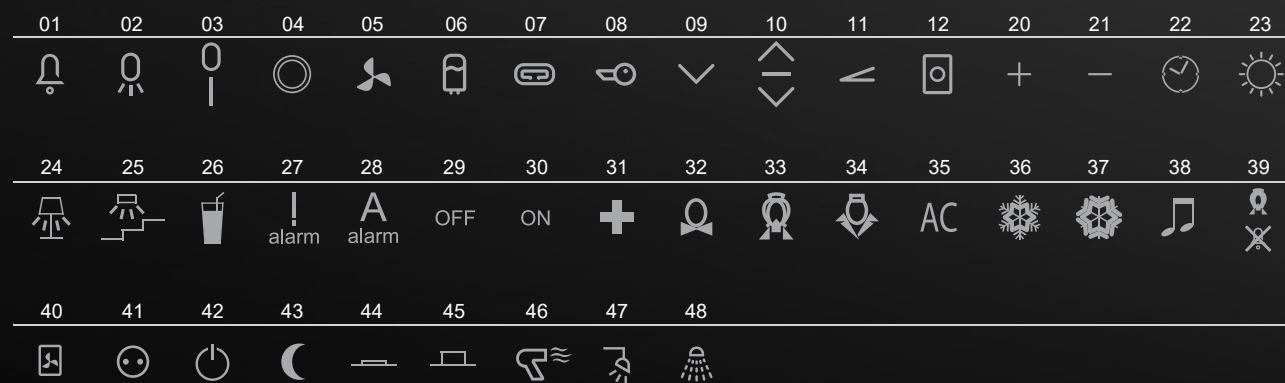 01 02 03 04 05 06 07 08 09 10 11 12 20 21 22 23
24 25 26 27 28 29 30 31 32 33 34 35 36 37 38 39
! A OFF ON AC
alarm alarm
40 41 42 43 44 45 46 47 48